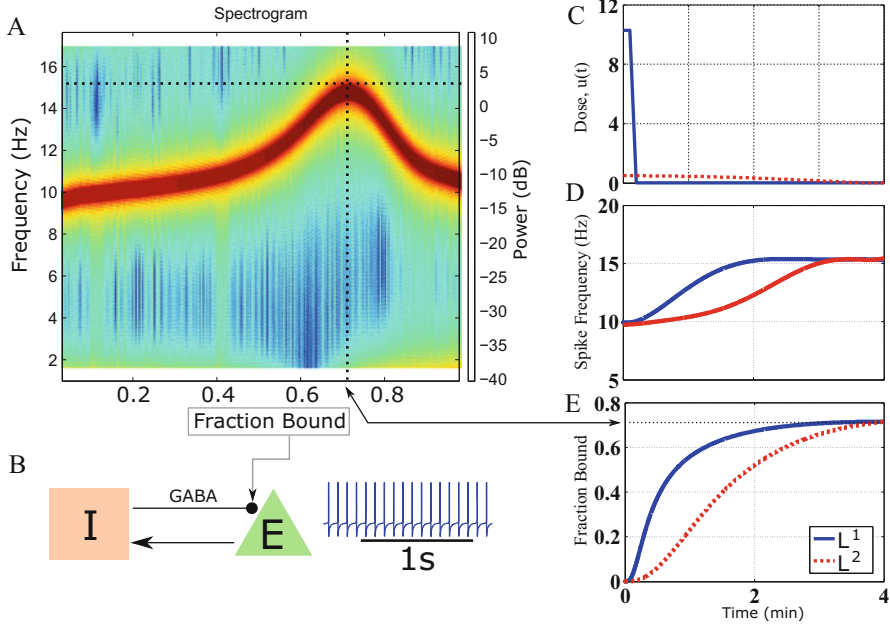 A
Spectrogram
Frequency (Hz)
16
14
12
10
8
6
4
2
0.2
0.4
0.6
0.8
Fraction Bound
10
5
0
−5
−10
−15
−20
−25
−30
−35
−40
Power (dB)
B
I
GABA
E
1s
C
Dose, u(t)
12
8
4
0
D
Spike Frequency (Hz)
20
15
10
5
E
Fraction Bound
0.8
0.6
0.4
0.2
0
0
2
4
Time (min)
L¹
L²